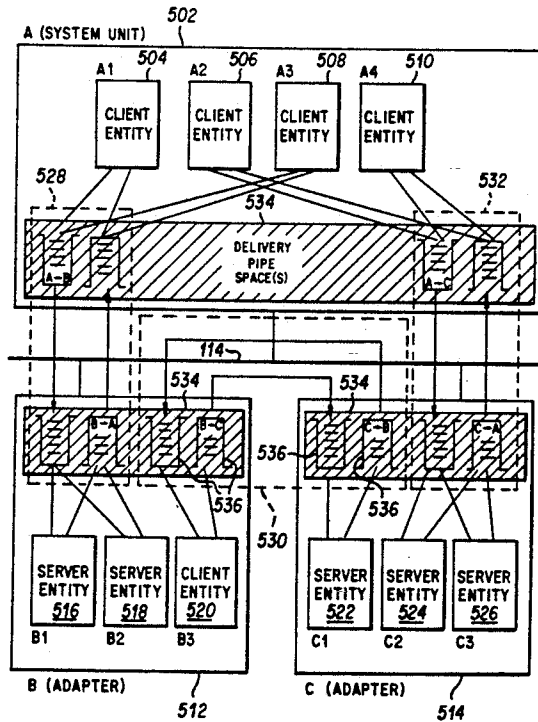 502
A (SYSTEM UNIT)
A1 504 A2 506 A3 508 A4 510
CLIENT ENTITY
CLIENT ENTITY
CLIENT ENTITY
CLIENT ENTITY
528
534
532
A-B
DELIVERY PIPE SPACE(S)
A-C
114
534
534
B-A
B-C
536
C-B
C-A
536
536
530
SERVER ENTITY 516
SERVER ENTITY 518
CLIENT ENTITY 520
SERVER ENTITY 522
SERVER ENTITY 524
SERVER ENTITY 526
B1 B2 B3
C1 C2 C3
B (ADAPTER)
512
C (ADAPTER)
514